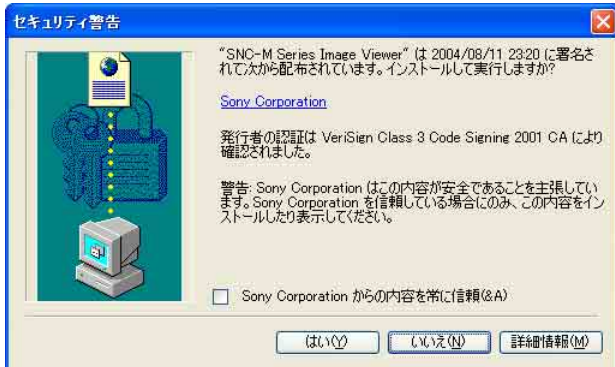 セキュリティ警告
"SNC-M Series Image Viewer" は 2004/08/11 23:20 に署名さ
れて次から配布されています。インストールして実行しますか?
Sony Corporation
発行者の認証は VeriSign Class 3 Code Signing 2001 CA により
確認されました。
警告: Sony Corporation はこの内容が安全であることを主張してい
ます。Sony Corporation を信頼している場合にのみ、この内容をイン
ストールしたり表示してください。
Sony Corporation からの内容を常に信頼(&A)
はい(Y)
いいえ(N)
詳細情報(M)